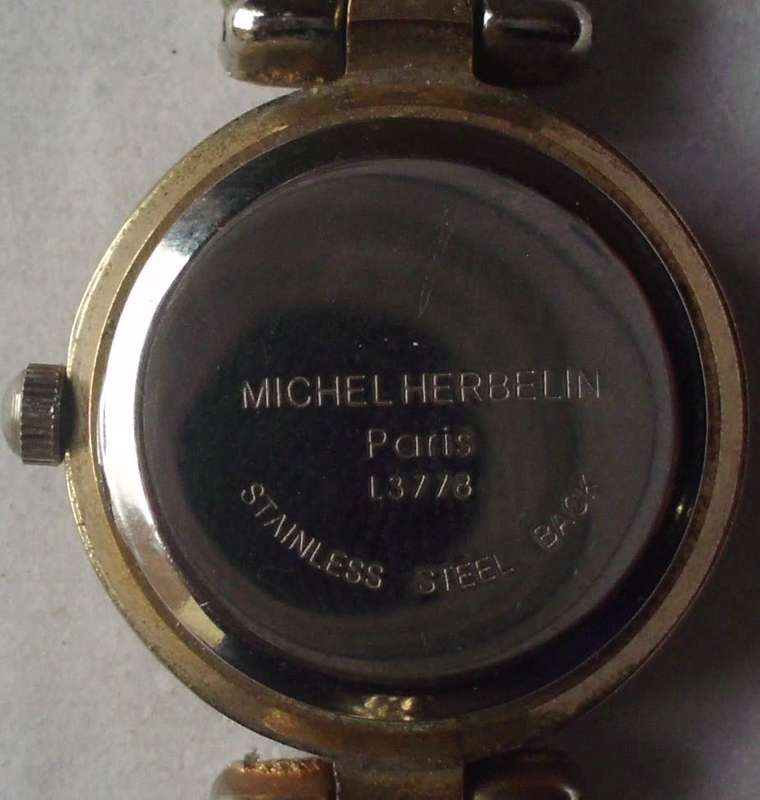 MICHEL HERBELIN
Paris
L3778
STAINLESS STEEL BACK